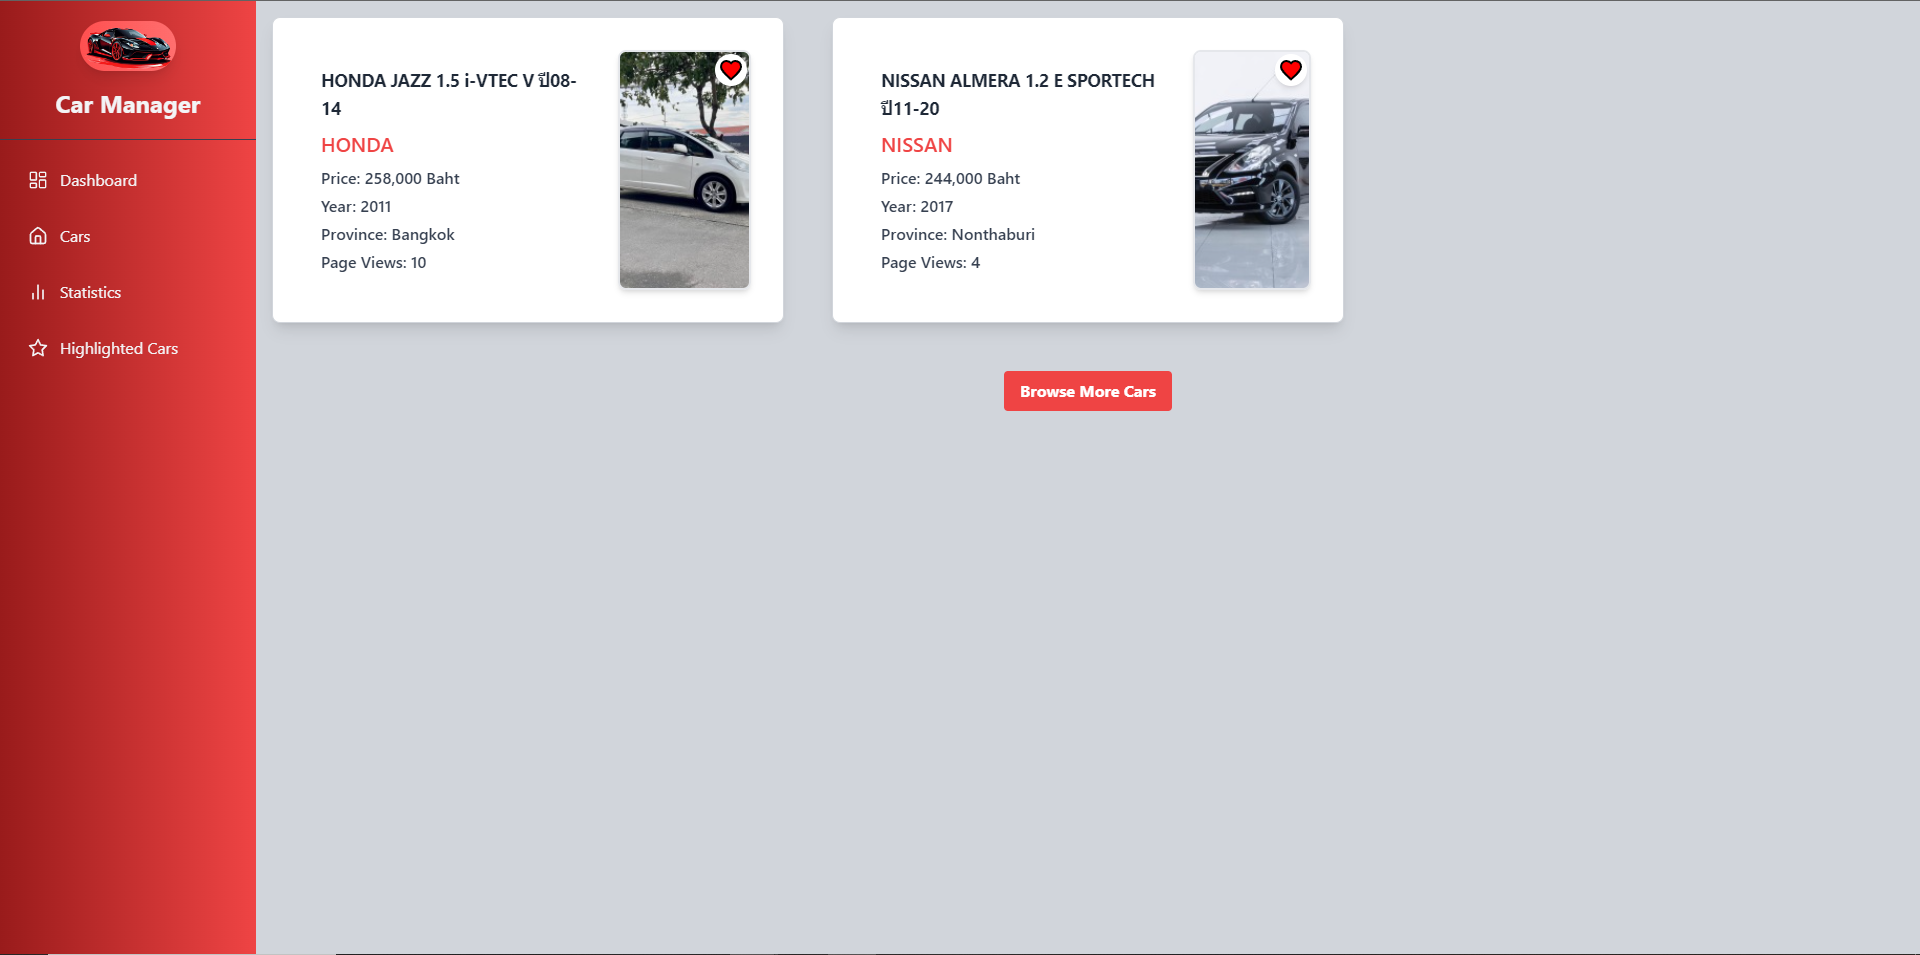 Car Manager
Dashboard
Cars
Statistics
Highlighted Cars
HONDA JAZZ 1.5 i-VTEC V ปี08-
14
HONDA
Price: 258,000 Baht
Year: 2011
Province: Bangkok
Page Views: 10
NISSAN ALMERA 1.2 E SPORTECH
ปี11-20
NISSAN
Price: 244,000 Baht
Year: 2017
Province: Nonthaburi
Page Views: 4
Browse More Cars